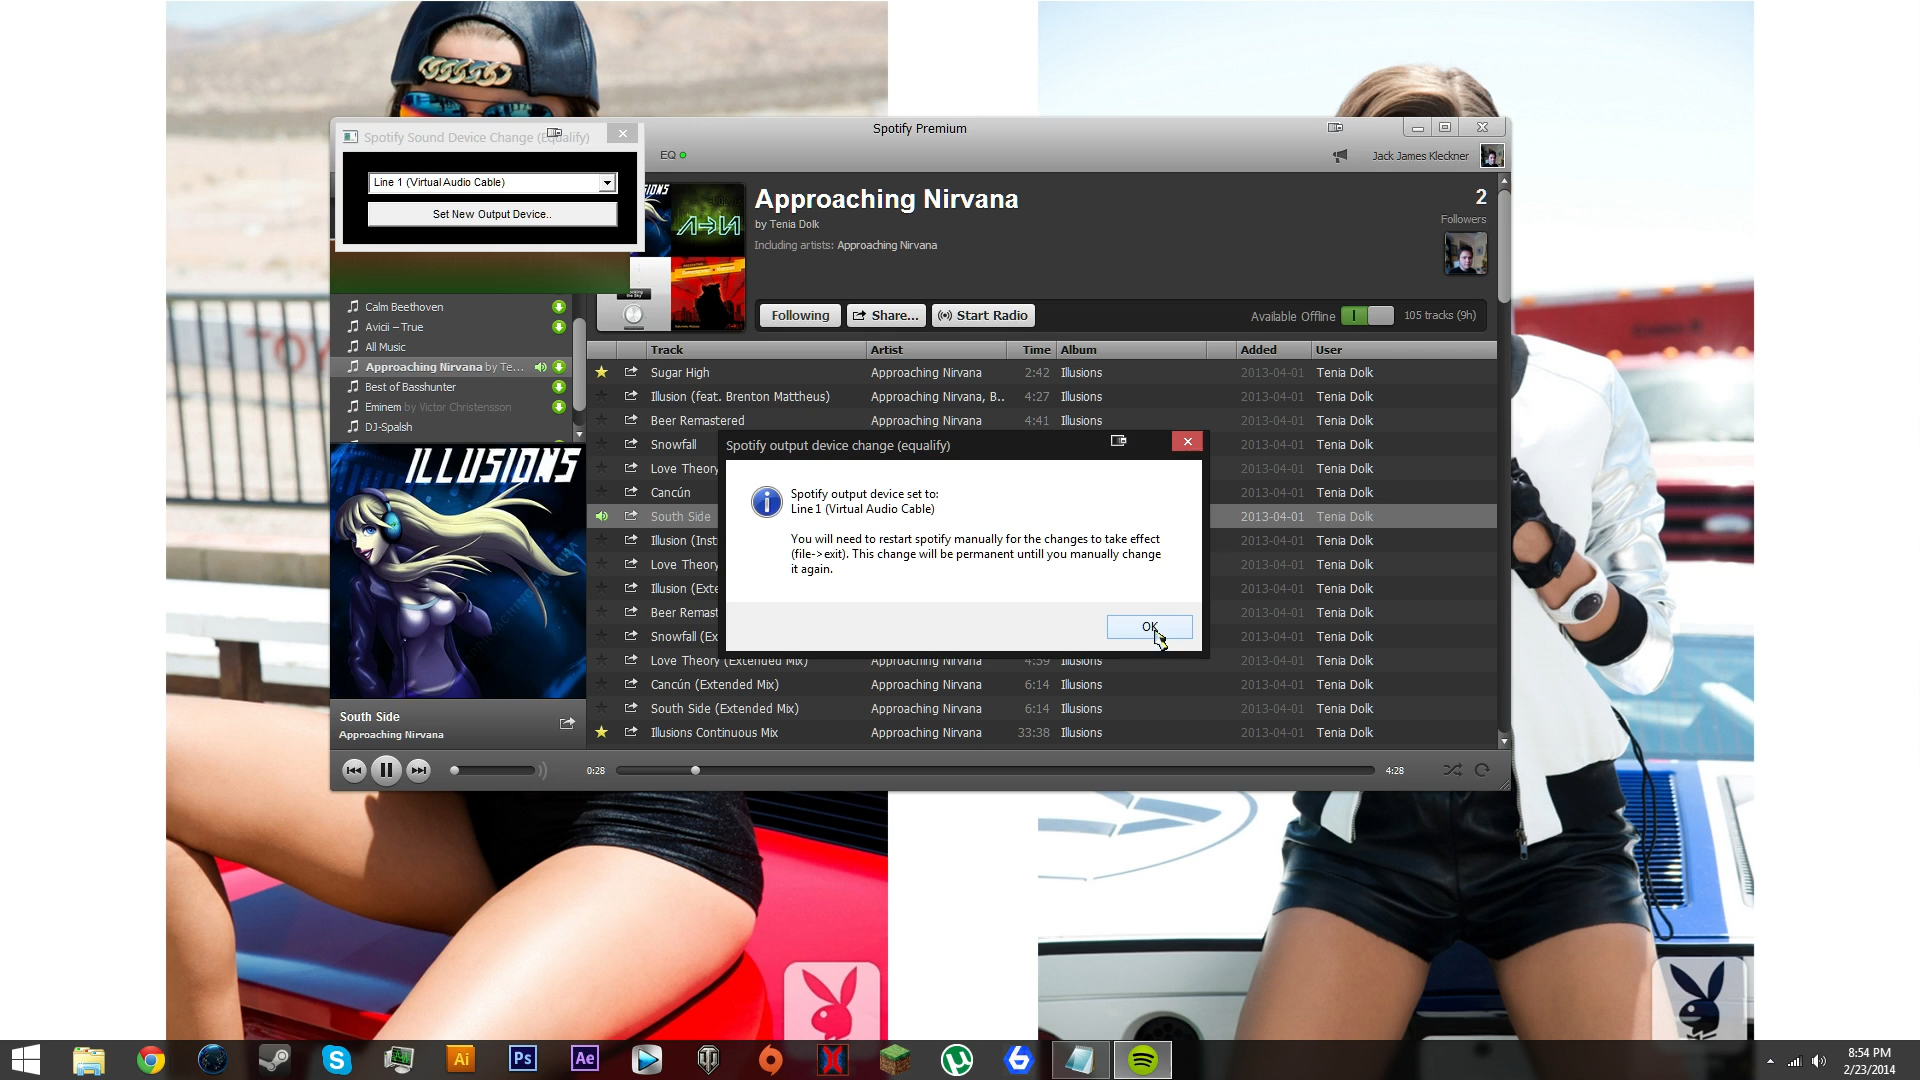 Spotify Sound Device Change (Equalify)
Line 1 (Virtual Audio Cable)
Set New Output Device..
Spotify Premium
EQ
Jack James Kleckner
Approaching Nirvana
by Tenia Dolk
Including artists: Approaching Nirvana
2
Followers
Following
Share...
Start Radio
Available Offline
105 tracks (9h)
Calm Beethoven
Avicii – True
All Music
Approaching Nirvana by Te...
Best of Basshunter
Eminem by Victor Christensson
DJ-Spalsh
ILLUSIONS
South Side
Approaching Nirvana
Track Artist Time Album Added User
Sugar High Approaching Nirvana 2:42 Illusions 2013-04-01 Tenia Dolk
Illusion (feat. Brenton Mattheus) Approaching Nirvana, B.. 4:27 Illusions 2013-04-01 Tenia Dolk
Beer Remastered Approaching Nirvana 4:41 Illusions 2013-04-01 Tenia Dolk
Snowfall 2013-04-01 Tenia Dolk
Love Theory 2013-04-01 Tenia Dolk
Cancún 2013-04-01 Tenia Dolk
South Side 2013-04-01 Tenia Dolk
Illusion (Inst 2013-04-01 Tenia Dolk
Love Theory 2013-04-01 Tenia Dolk
Illusion (Exte 2013-04-01 Tenia Dolk
Beer Remast 2013-04-01 Tenia Dolk
Snowfall (Ex 2013-04-01 Tenia Dolk
Love Theory (Extended Mix) Approaching Nirvana 4:59 Illusions 2013-04-01 Tenia Dolk
Cancún (Extended Mix) Approaching Nirvana 6:14 Illusions 2013-04-01 Tenia Dolk
South Side (Extended Mix) Approaching Nirvana 6:14 Illusions 2013-04-01 Tenia Dolk
Illusions Continuous Mix Approaching Nirvana 33:38 Illusions 2013-04-01 Tenia Dolk
Spotify output device change (equalify)
Spotify output device set to:
Line 1 (Virtual Audio Cable)
You will need to restart spotify manually for the changes to take effect
(file->exit). This change will be permanent untill you manually change
it again.
OK
0:28
4:28
Ai
Ps
Ae
8:54 PM
2/23/2014